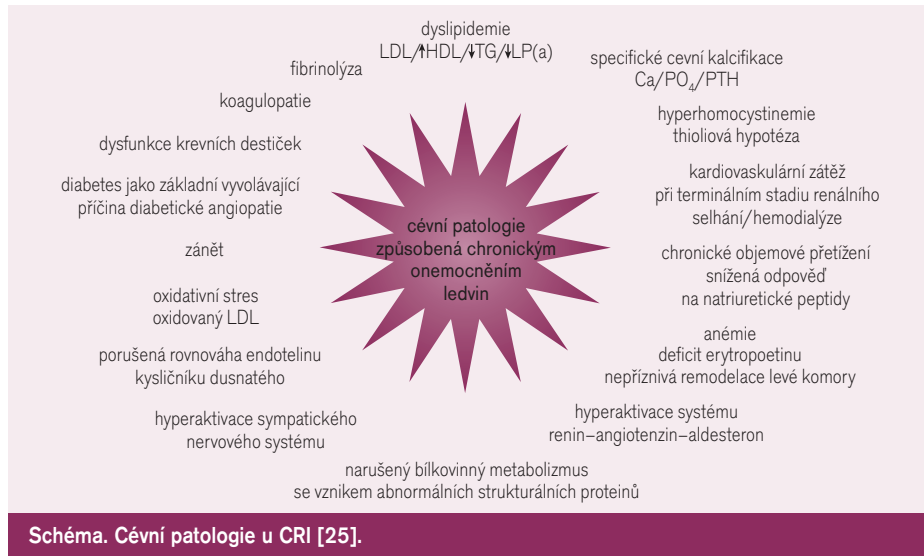 dyslipidemie
LDL/↑HDL/↓TG/↓LP(a)
specifické cevní kalcifikace
Ca/PO₄/PTH
hyperhomocystinemie
thioliová hypotéza
kardiovaskulární zátěž
při terminálním stadiu renálního
selhání/hemodialýze
chronické objemové přetížení
snížená odpověď
na natriuretické peptidy
anémie
deficit erytropoetinu
nepříznivá remodelace levé komory
hyperaktivace systému
renin–angiotenzin–aldesteron
narušený bílkovinný metabolizmus
se vznikem abnormálních strukturálních proteinů
hyperaktivace sympatického
nervového systému
porušená rovnováha endotelinu
kysličníku dusnatého
oxidativní stres
oxidovaný LDL
zánět
diabetes jako základní vyvolávající
příčina diabetické angiopatie
dysfunkce krevních destiček
koagulopatie
fibrinolýza
cévní patologie
způsobená chronickým
onemocněním
ledvin
Schéma. Cévní patologie u CRI [25].